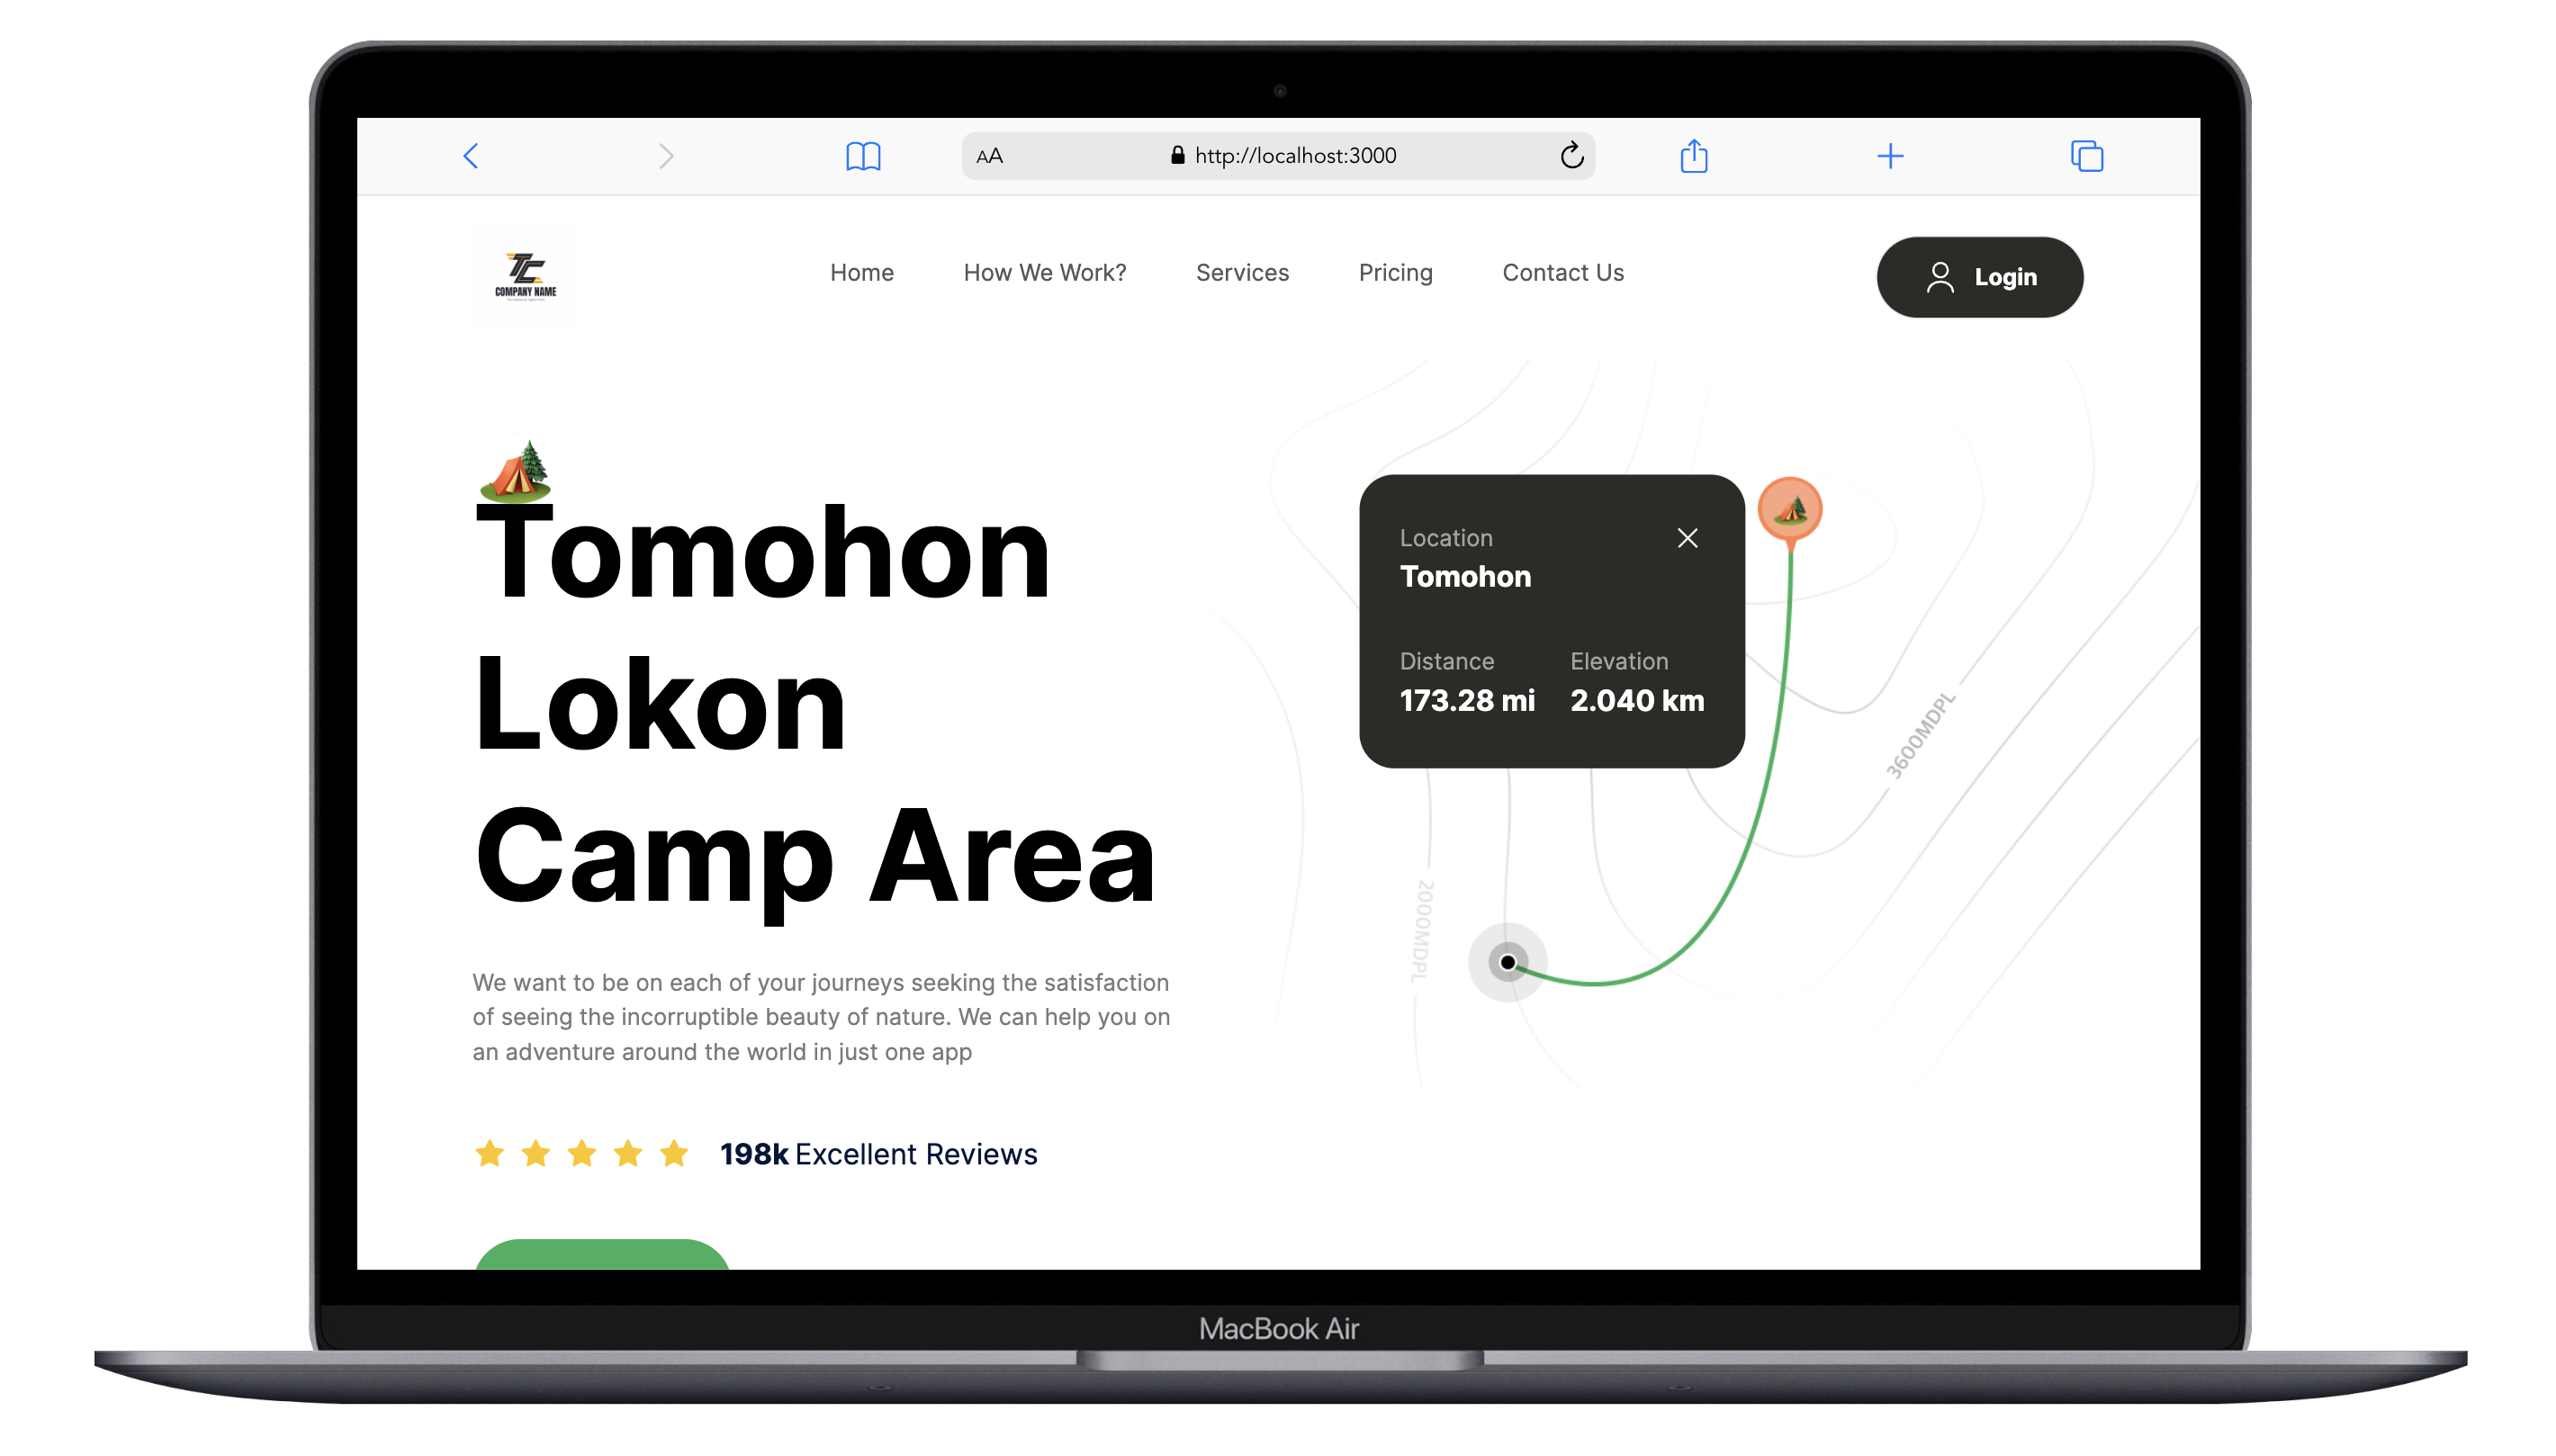 AA
http://localhost:3000
TC
COMPANY NAME
Home
How We Work?
Services
Pricing
Contact Us
Login
Tomohon
Lokon
Camp Area
We want to be on each of your journeys seeking the satisfaction
of seeing the incorruptible beauty of nature. We can help you on
an adventure around the world in just one app
198k Excellent Reviews
Location
Tomohon
Distance
Elevation
173.28 mi
2.040 km
3600MDPL
2000MDPL
MacBook Air